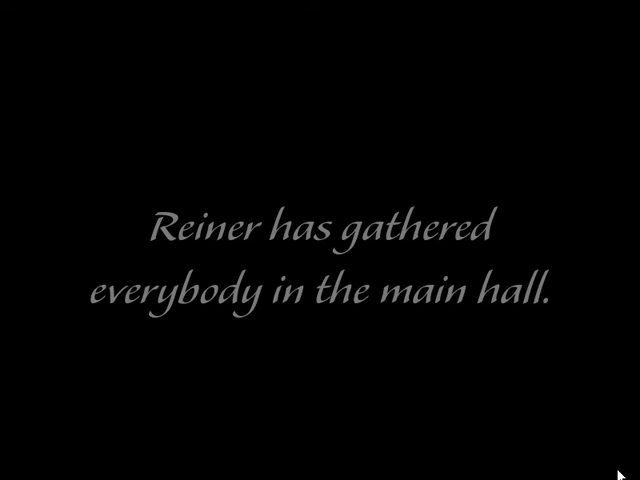 Reiner has gathered
everybody in the main hall.